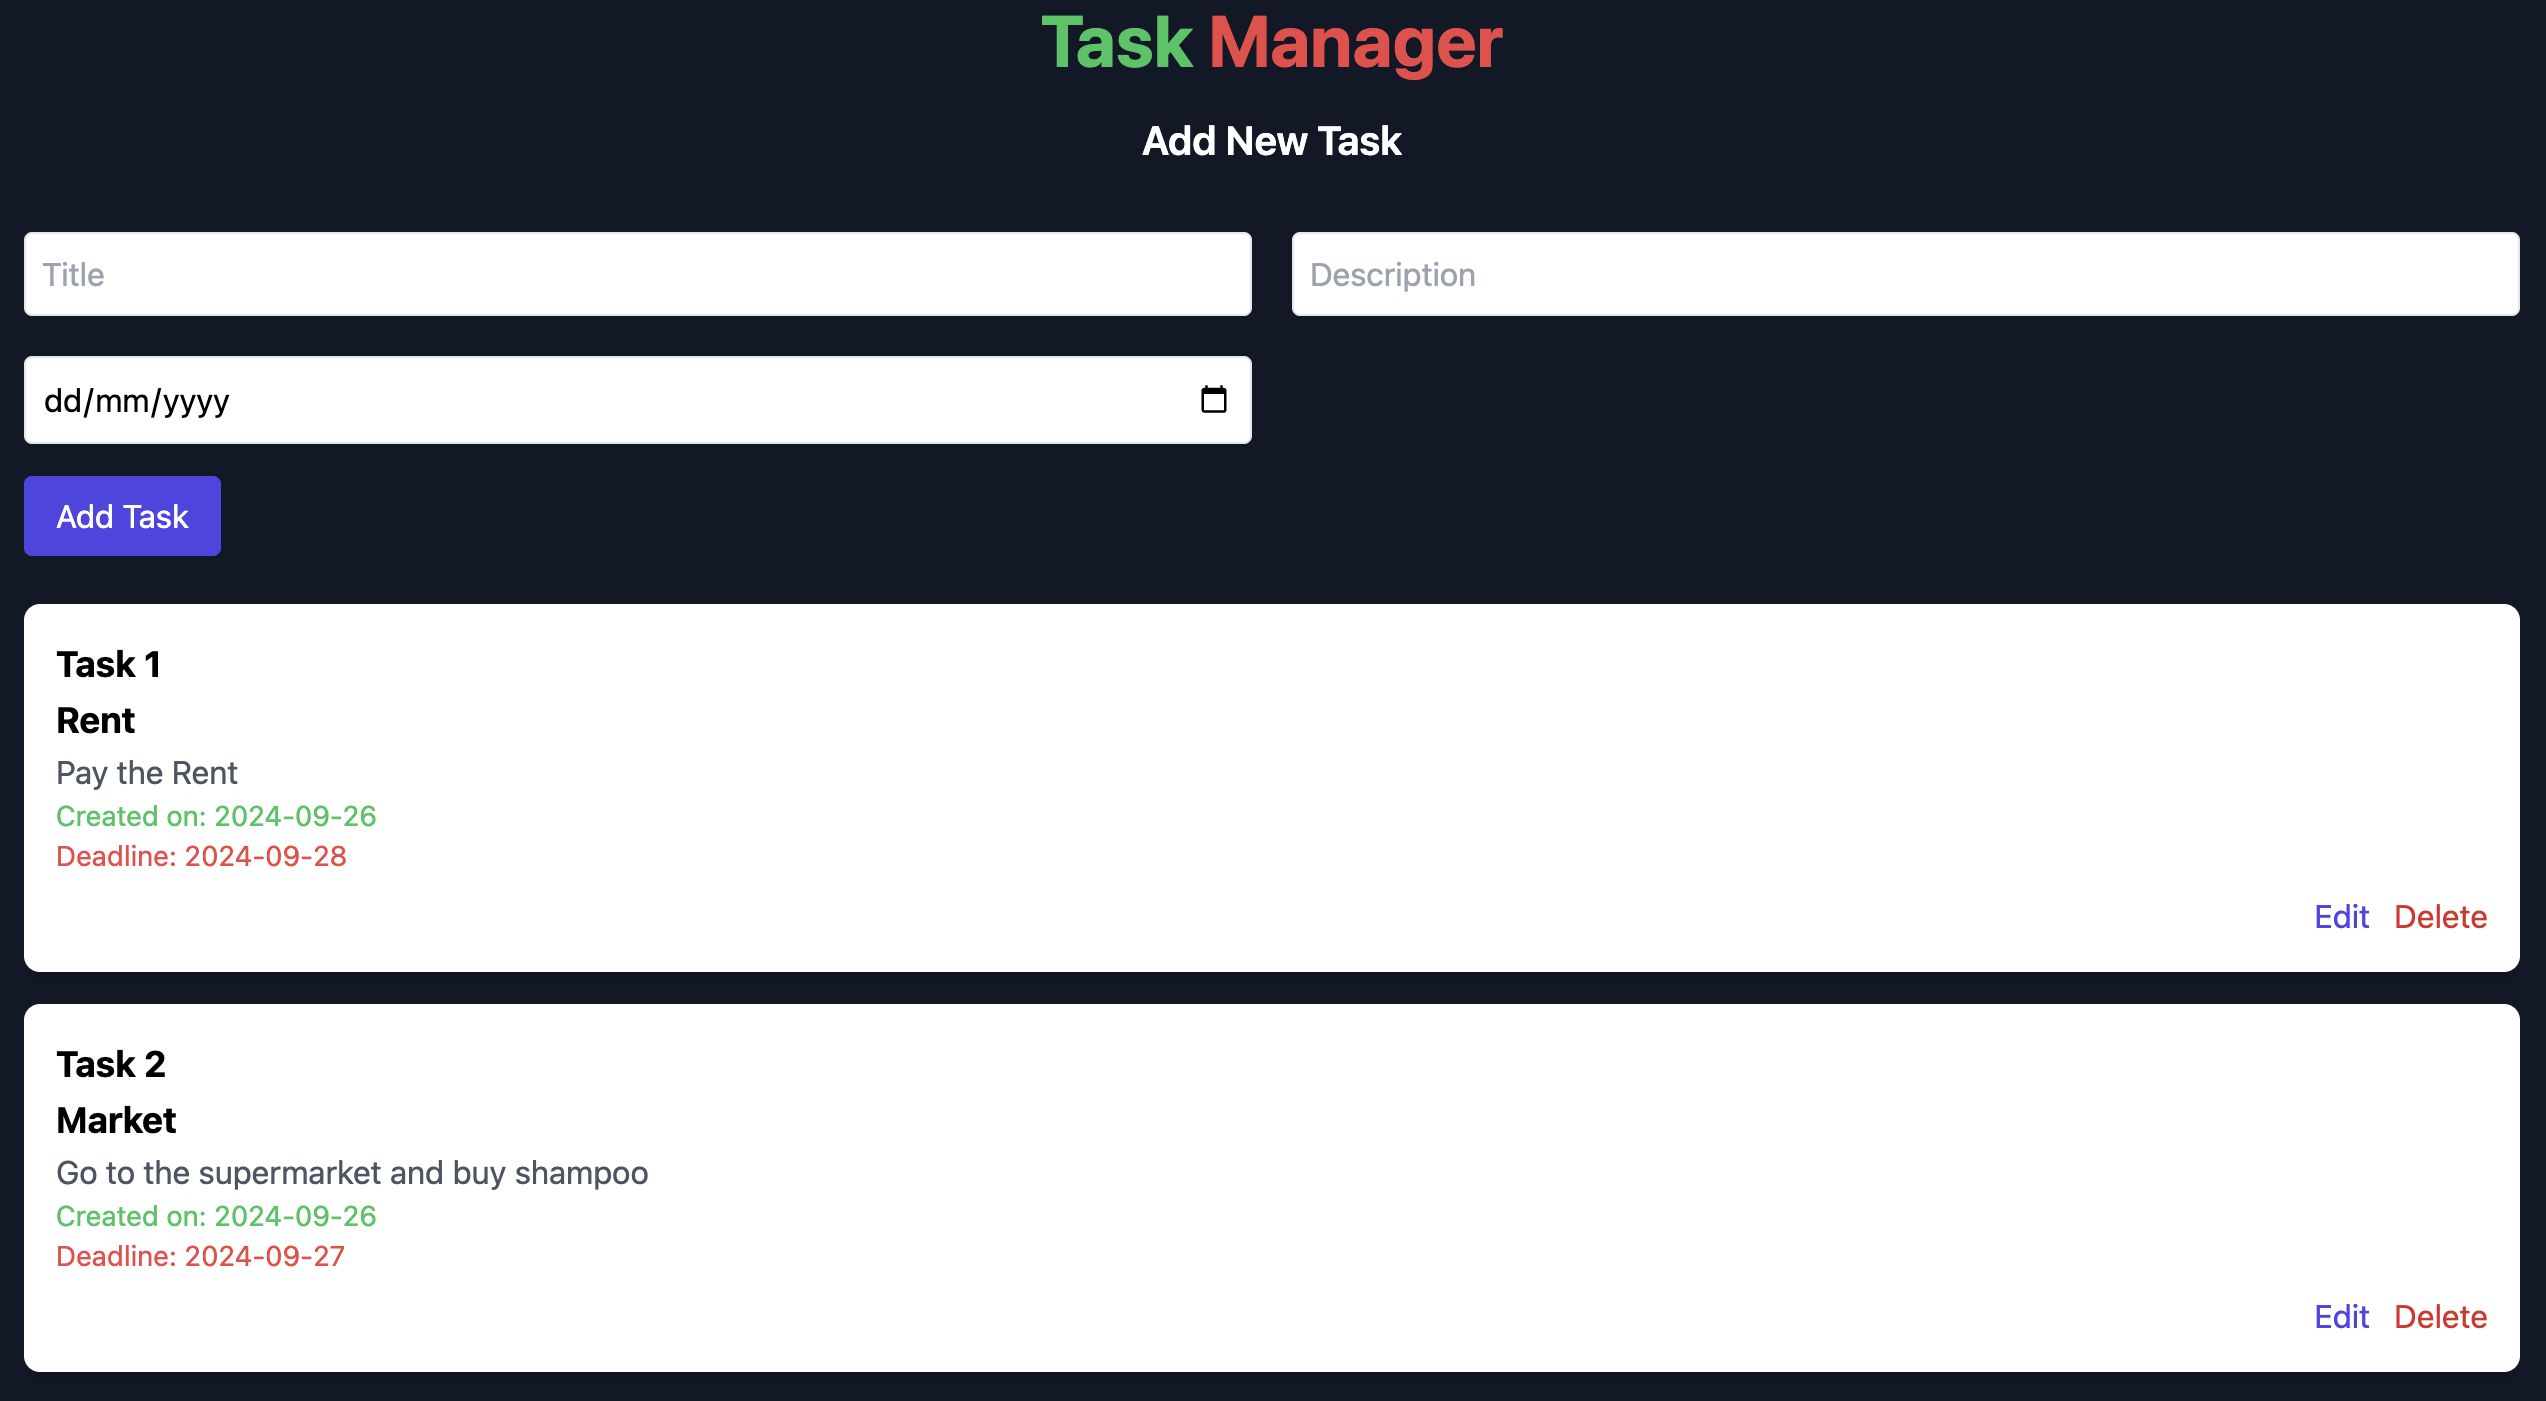 Task Manager
Add New Task
Title
Description
dd/mm/yyyy
Add Task
Task 1
Rent
Pay the Rent
Created on: 2024-09-26
Deadline: 2024-09-28
Edit Delete
Task 2
Market
Go to the supermarket and buy shampoo
Created on: 2024-09-26
Deadline: 2024-09-27
Edit Delete